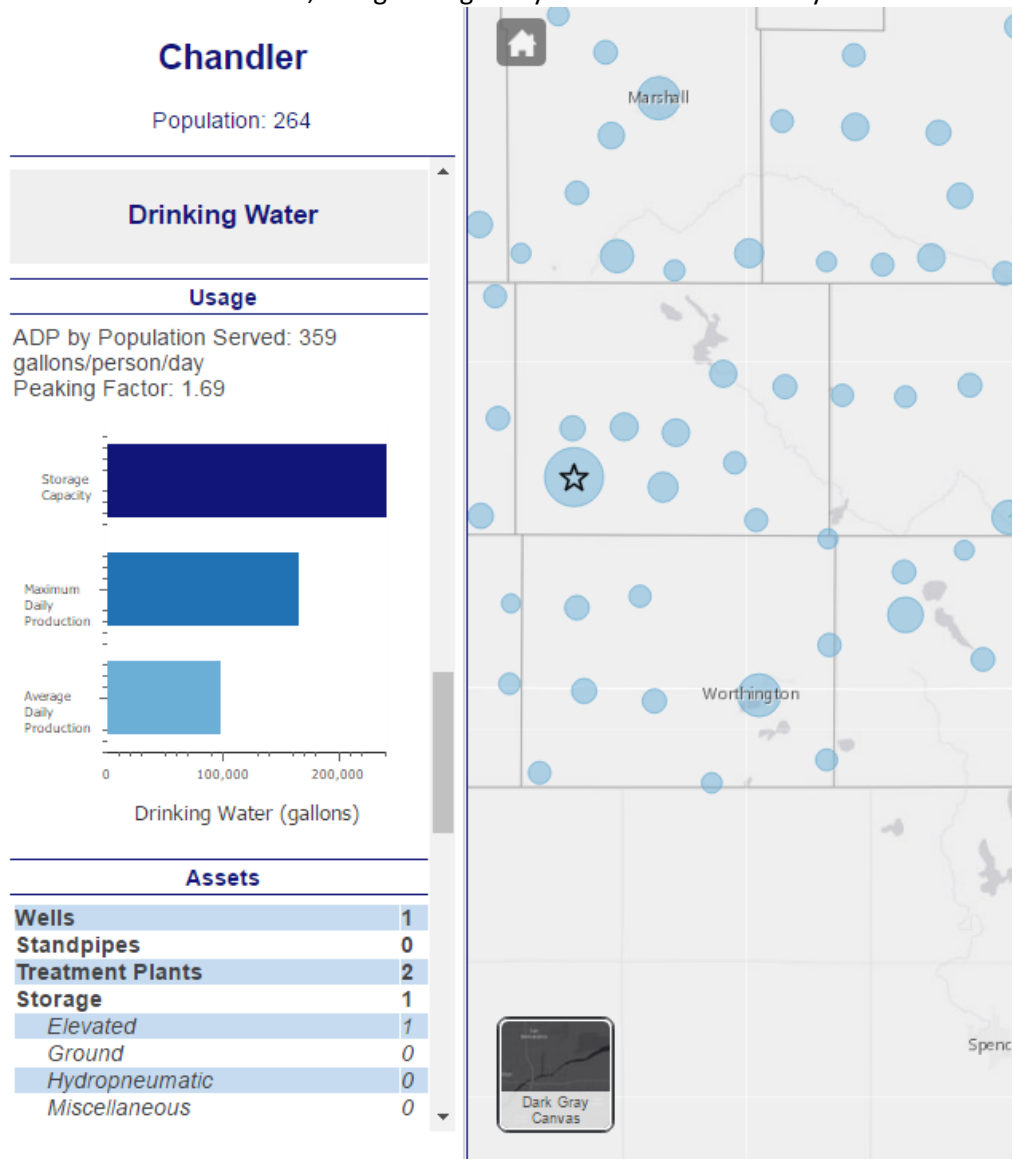 Chandler
Population: 264
Drinking Water
Usage
ADP by Population Served: 359
gallons/person/day
Peaking Factor: 1.69
Storage
Capacity
Maximum
Daily
Production
Average
Daily
Production
0 100,000 200,000
Drinking Water (gallons)
Assets
Wells 1
Standpipes 0
Treatment Plants 2
Storage 1
Elevated 1
Ground 0
Hydropneumatic 0
Miscellaneous 0
Marshall
Worthington
Spenc
Dark Gray
Canvas